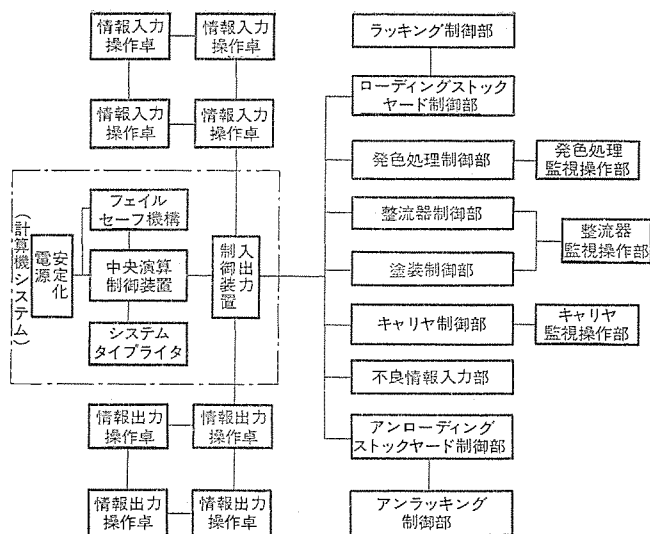 情報入力
操作卓
情報入力
操作卓
情報入力
操作卓
情報入力
操作卓
(計算機システム)
安定化
電源
フェイル
セーフ機構
中央演算
制御装置
システム
タイプライタ
入出力
制御装置
情報出力
操作卓
情報出力
操作卓
情報出力
操作卓
情報出力
操作卓
ラッキング制御部
ローディングストック
ヤード制御部
発色処理制御部
発色処理
監視操作部
整流器制御部
塗装制御部
整流器
監視操作部
キャリヤ制御部
キャリヤ
監視操作部
不良情報入力部
アンローディング
ストックヤード制御部
アンラッキング
制御部